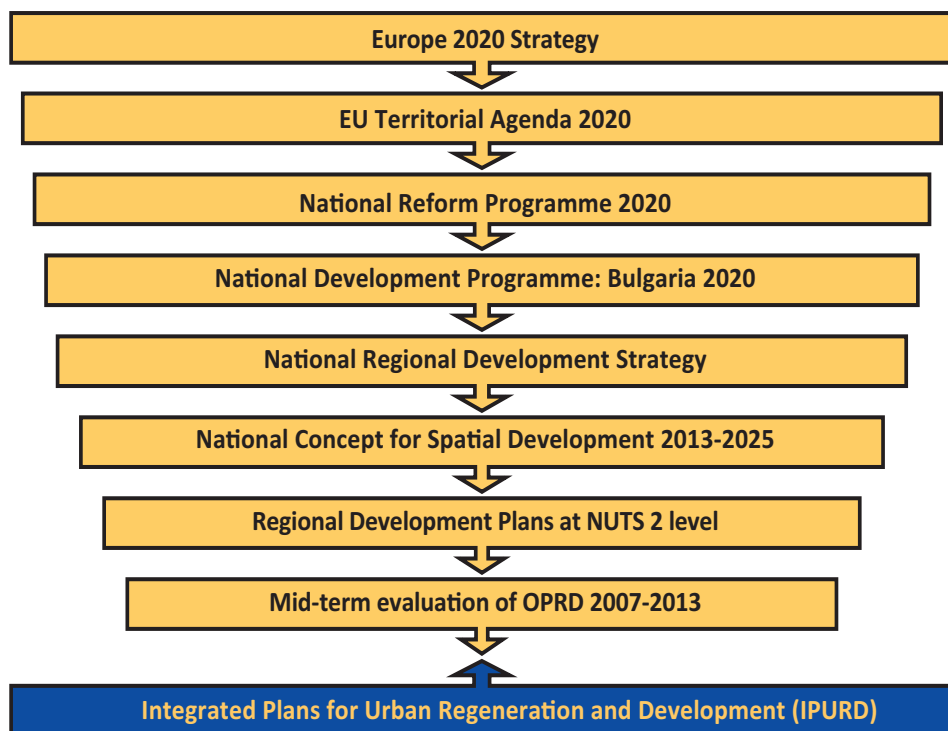 Europe 2020 Strategy
EU Territorial Agenda 2020
National Reform Programme 2020
National Development Programme: Bulgaria 2020
National Regional Development Strategy
National Concept for Spatial Development 2013-2025
Regional Development Plans at NUTS 2 level
Mid-term evaluation of OPRD 2007-2013
Integrated Plans for Urban Regeneration and Development (IPURD)